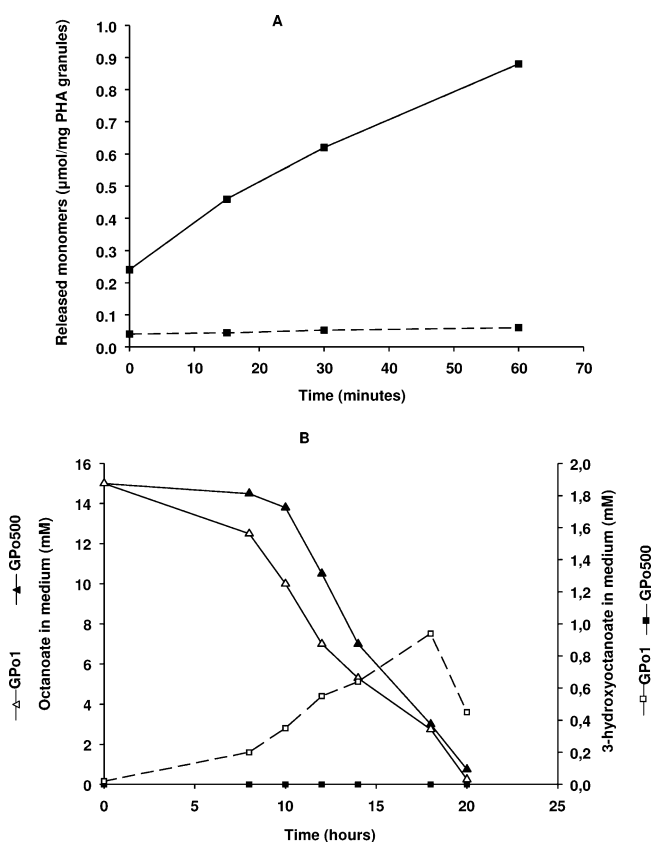 A
Released monomers (µmol/mg PHA granules)
1.0
0.9
0.8
0.7
0.6
0.5
0.4
0.3
0.2
0.1
0.0
0 10 20 30 40 50 60 70
Time (minutes)
B
GPo1 GPo500
Octanoate in medium (mM)
16
14
12
10
8
6
4
2
0
2,0
1,8
1,6
1,4
1,2
1,0
0,8
0,6
0,4
0,2
0,0
3-hydroxyoctanoate in medium (mM)
GPo1 GPo500
0 5 10 15 20 25
Time (hours)